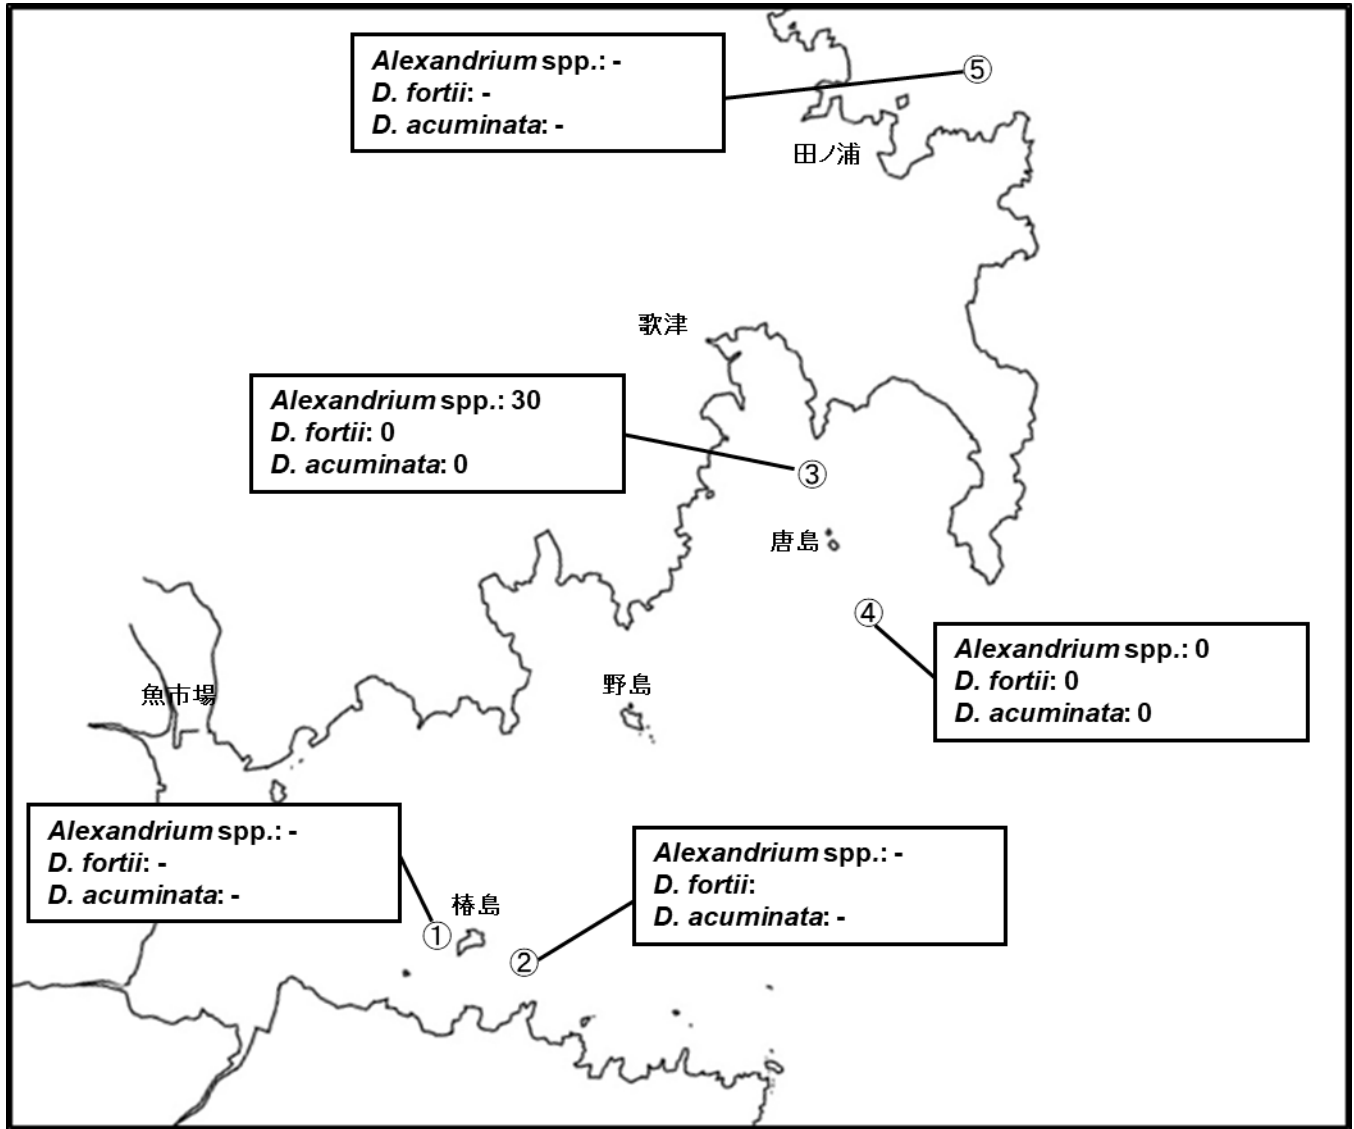 Alexandrium spp.: -
D. fortii: -
D. acuminata: -
⑤
田ノ浦
歌津
Alexandrium spp.: 30
D. fortii: 0
D. acuminata: 0
③
唐島
④
Alexandrium spp.: 0
D. fortii: 0
D. acuminata: 0
野島
魚市場
Alexandrium spp.: -
D. fortii: -
D. acuminata: -
椿島
①
②
Alexandrium spp.: -
D. fortii:
D. acuminata: -